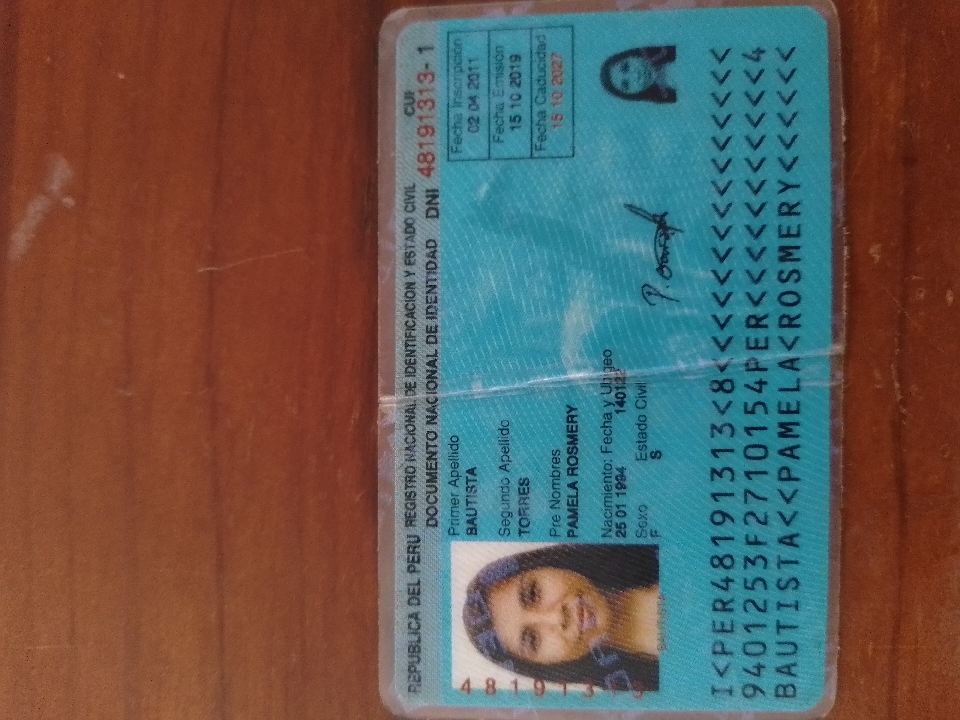 REPUBLICA DEL PERU REGISTRO NACIONAL DE IDENTIFICACION Y ESTADO CIVIL CUI
DOCUMENTO NACIONAL DE IDENTIDAD DNI 48191313-1
Primer Apellido
BAUTISTA
Segundo Apellido
TORRES
Pre Nombres
PAMELA ROSMERY
Nacimiento: Fecha y Ubigeo
25 01 1994
Sexo Estado Civil
F S
Fecha Inscripción
02 04 2011
Fecha Emisión
15 10 2019
Fecha Caducidad
15 10 2027
I<PER48191313<8<<<<<<<<<<<<<<<
9401253F2710154PER<<<<<<<<<<<4
BAUTISTA<<PAMELA<ROSMERY<<<<<<